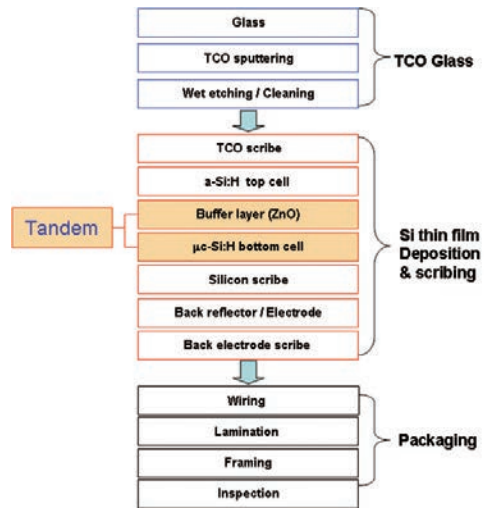 Glass
TCO sputtering
Wet etching / Cleaning
TCO Glass
TCO scribe
a-Si:H top cell
Buffer layer (ZnO)
μc-Si:H bottom cell
Silicon scribe
Back reflector / Electrode
Back electrode scribe
Tandem
Si thin film
Deposition
& scribing
Wiring
Lamination
Framing
Inspection
Packaging